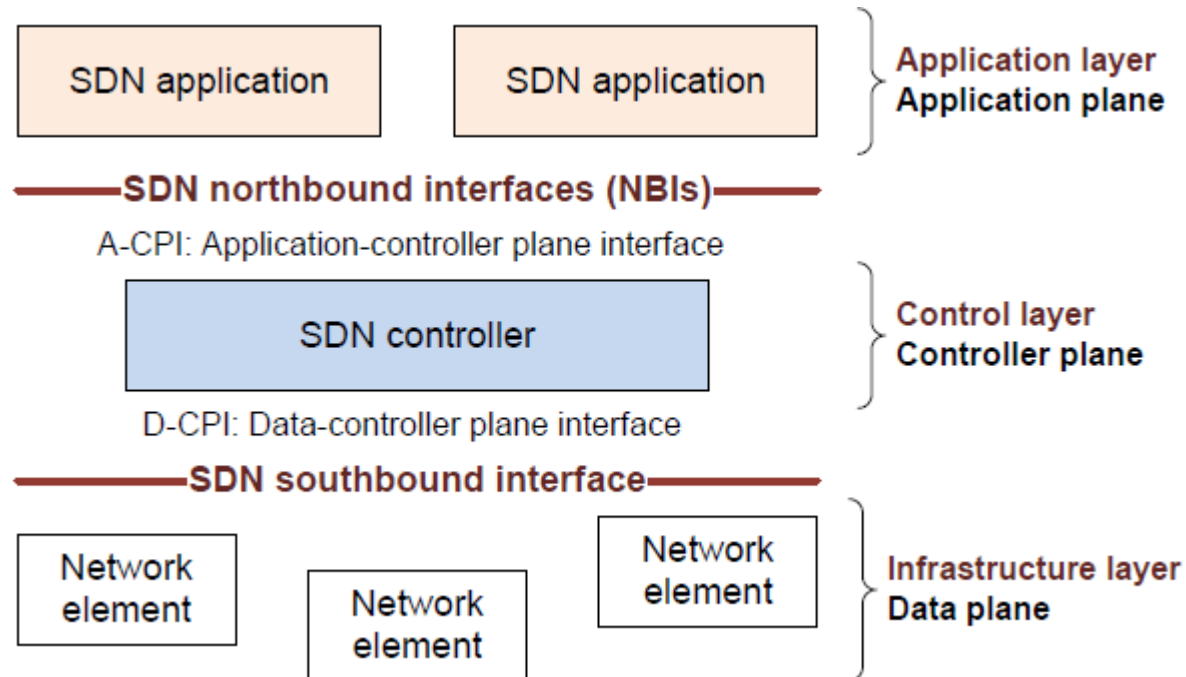 SDN application
SDN application
Application layer
Application plane
SDN northbound interfaces (NBIs)
A-CPI: Application-controller plane interface
SDN controller
Control layer
Controller plane
D-CPI: Data-controller plane interface
SDN southbound interface
Network
element
Network
element
Network
element
Infrastructure layer
Data plane